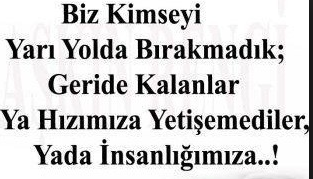 Biz Kimseyi
Yarı Yolda Bırakmadık;
Geride Kalanlar
Ya Hızımıza Yetişemediler,
Yada İnsanlığımıza..!